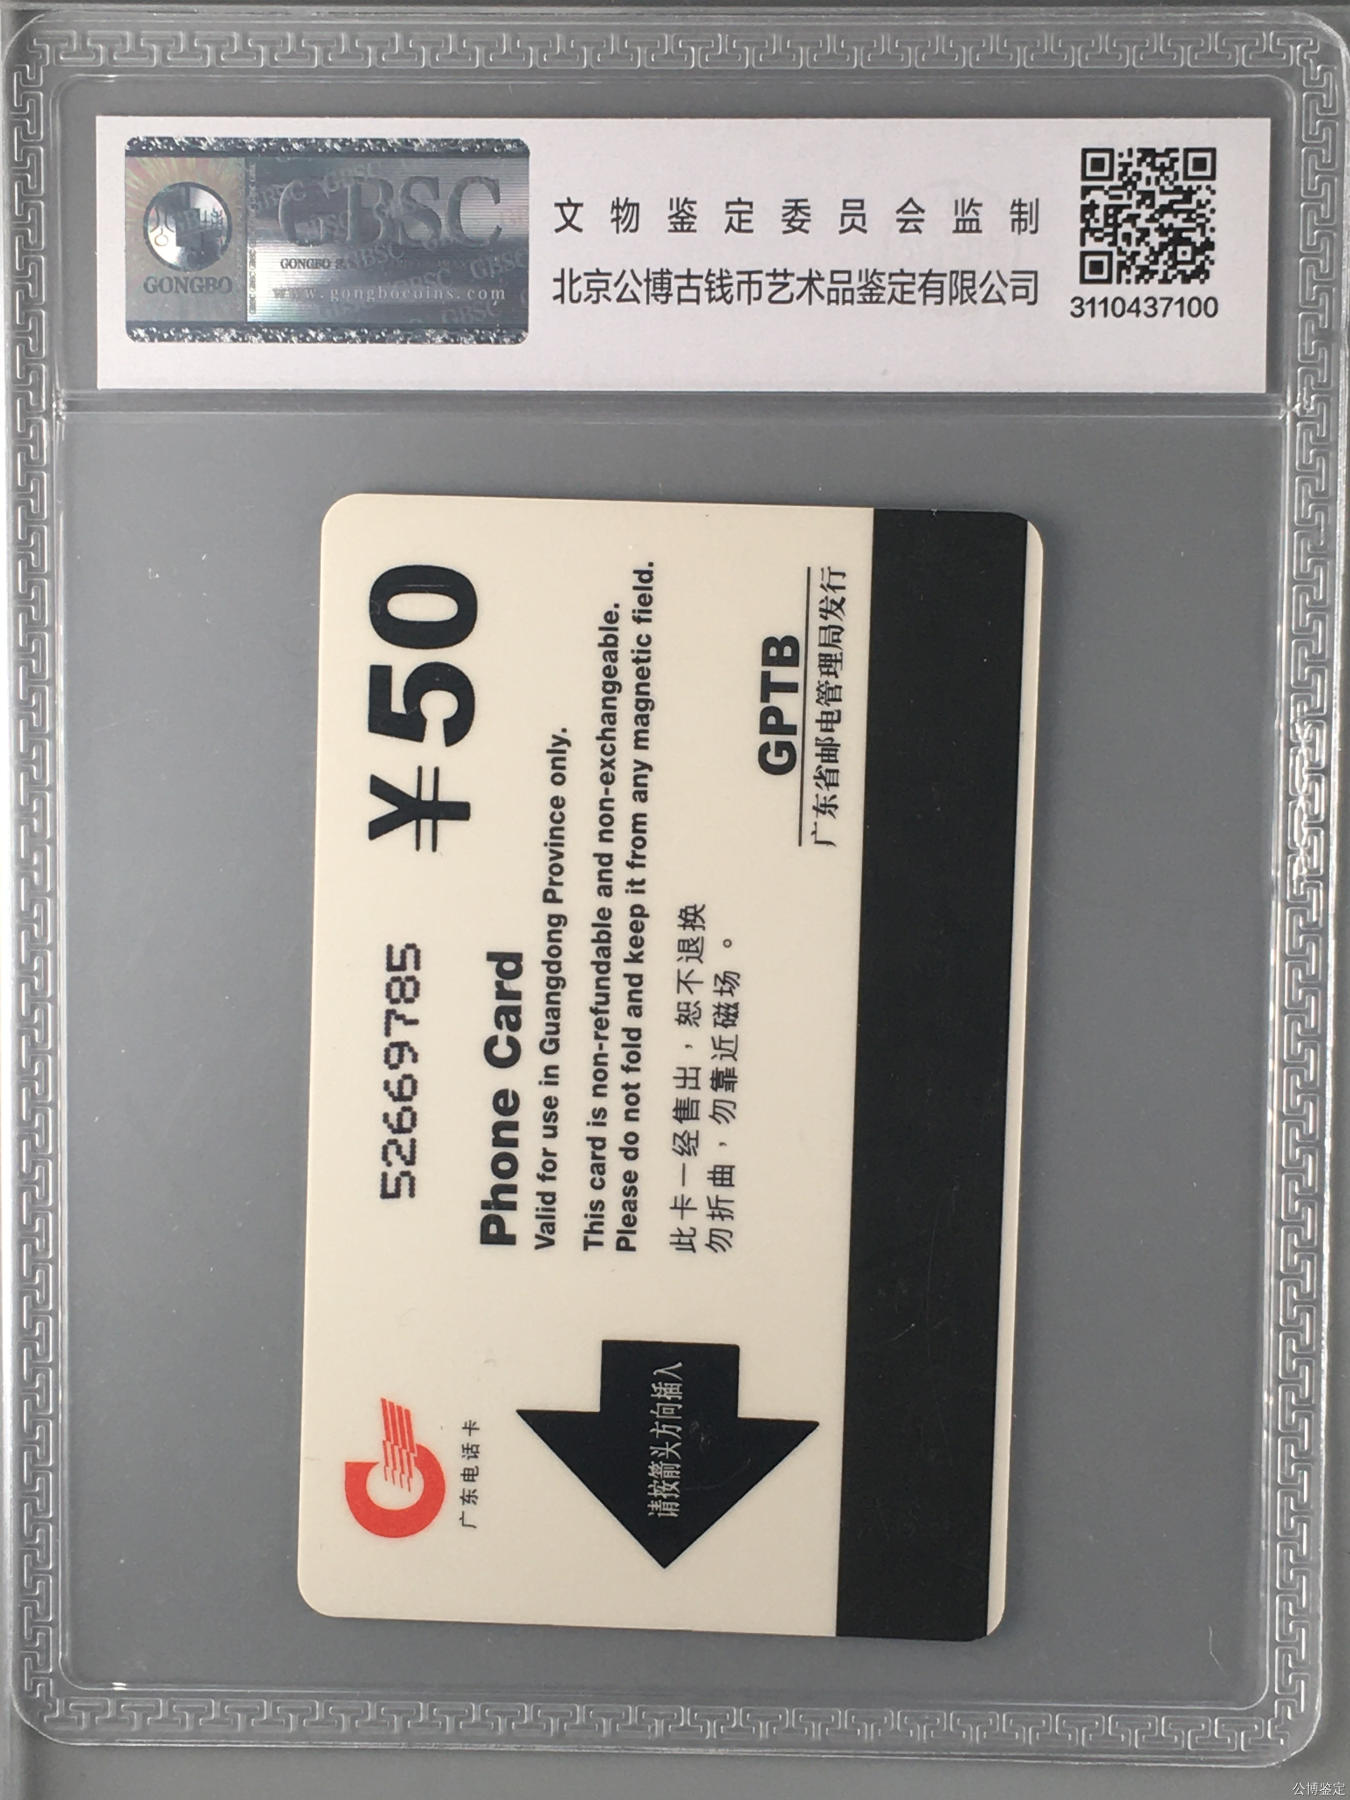 GBSC
GONGBO
GONGBO
www.gongbocoins.com
文物鉴定委员会监制
北京公博古钱币艺术品鉴定有限公司
3110437100
52669785
¥50
Phone Card
Valid for use in Guangdong Province only.
This card is non-refundable and non-exchangeable.
Please do not fold and keep it from any magnetic field.
此卡一经售出，恕不退换
勿折曲，勿靠近磁场。
GPTB
广东省邮电管理局发行
广东电话卡
请按箭头方向插入
公博鉴定